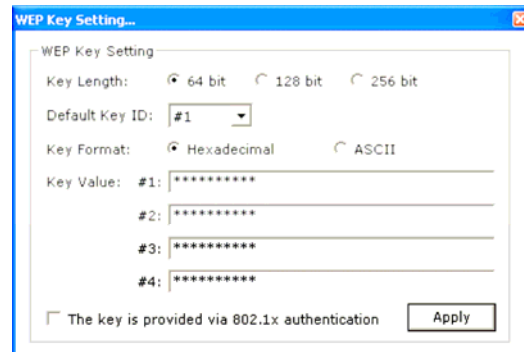 WEP Key Setting...
WEP Key Setting
Key Length: 64 bit 128 bit 256 bit
Default Key ID: #1
Key Format: Hexadecimal ASCII
Key Value: #1: **********
#2: **********
#3: **********
#4: **********
The key is provided via 802.1x authentication Apply